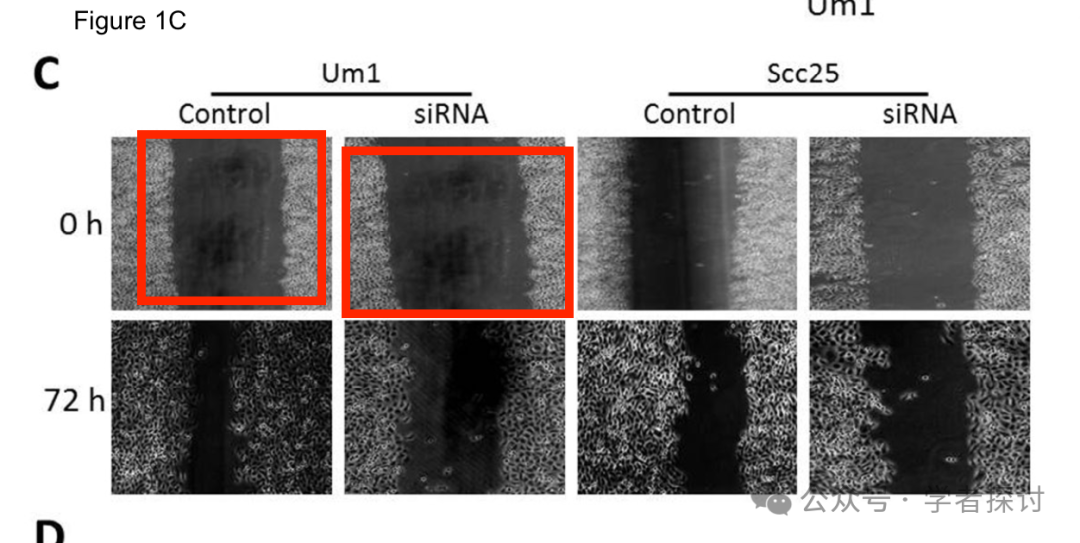 Figure 1C
Um1
C
Um1 Scc25
Control siRNA Control siRNA
0 h
72 h
公众号 · 学者探讨
D